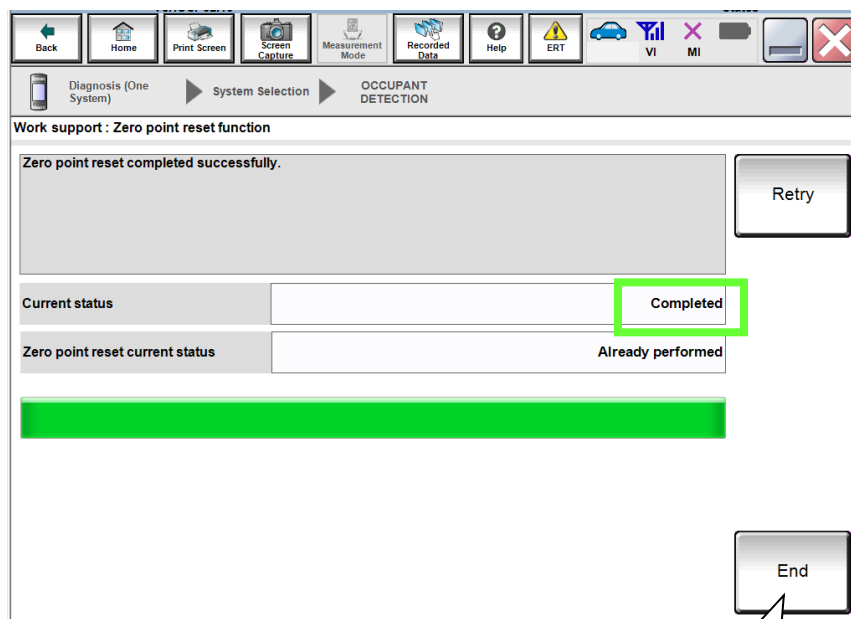 Back
Home
Print Screen
Screen
Capture
Measurement
Mode
Recorded
Data
Help
ERT
VI
MI
Diagnosis (One
System)
System Selection
OCCUPANT
DETECTION
Work support : Zero point reset function
Zero point reset completed successfully.
Retry
Current status
Completed
Zero point reset current status
Already performed
End